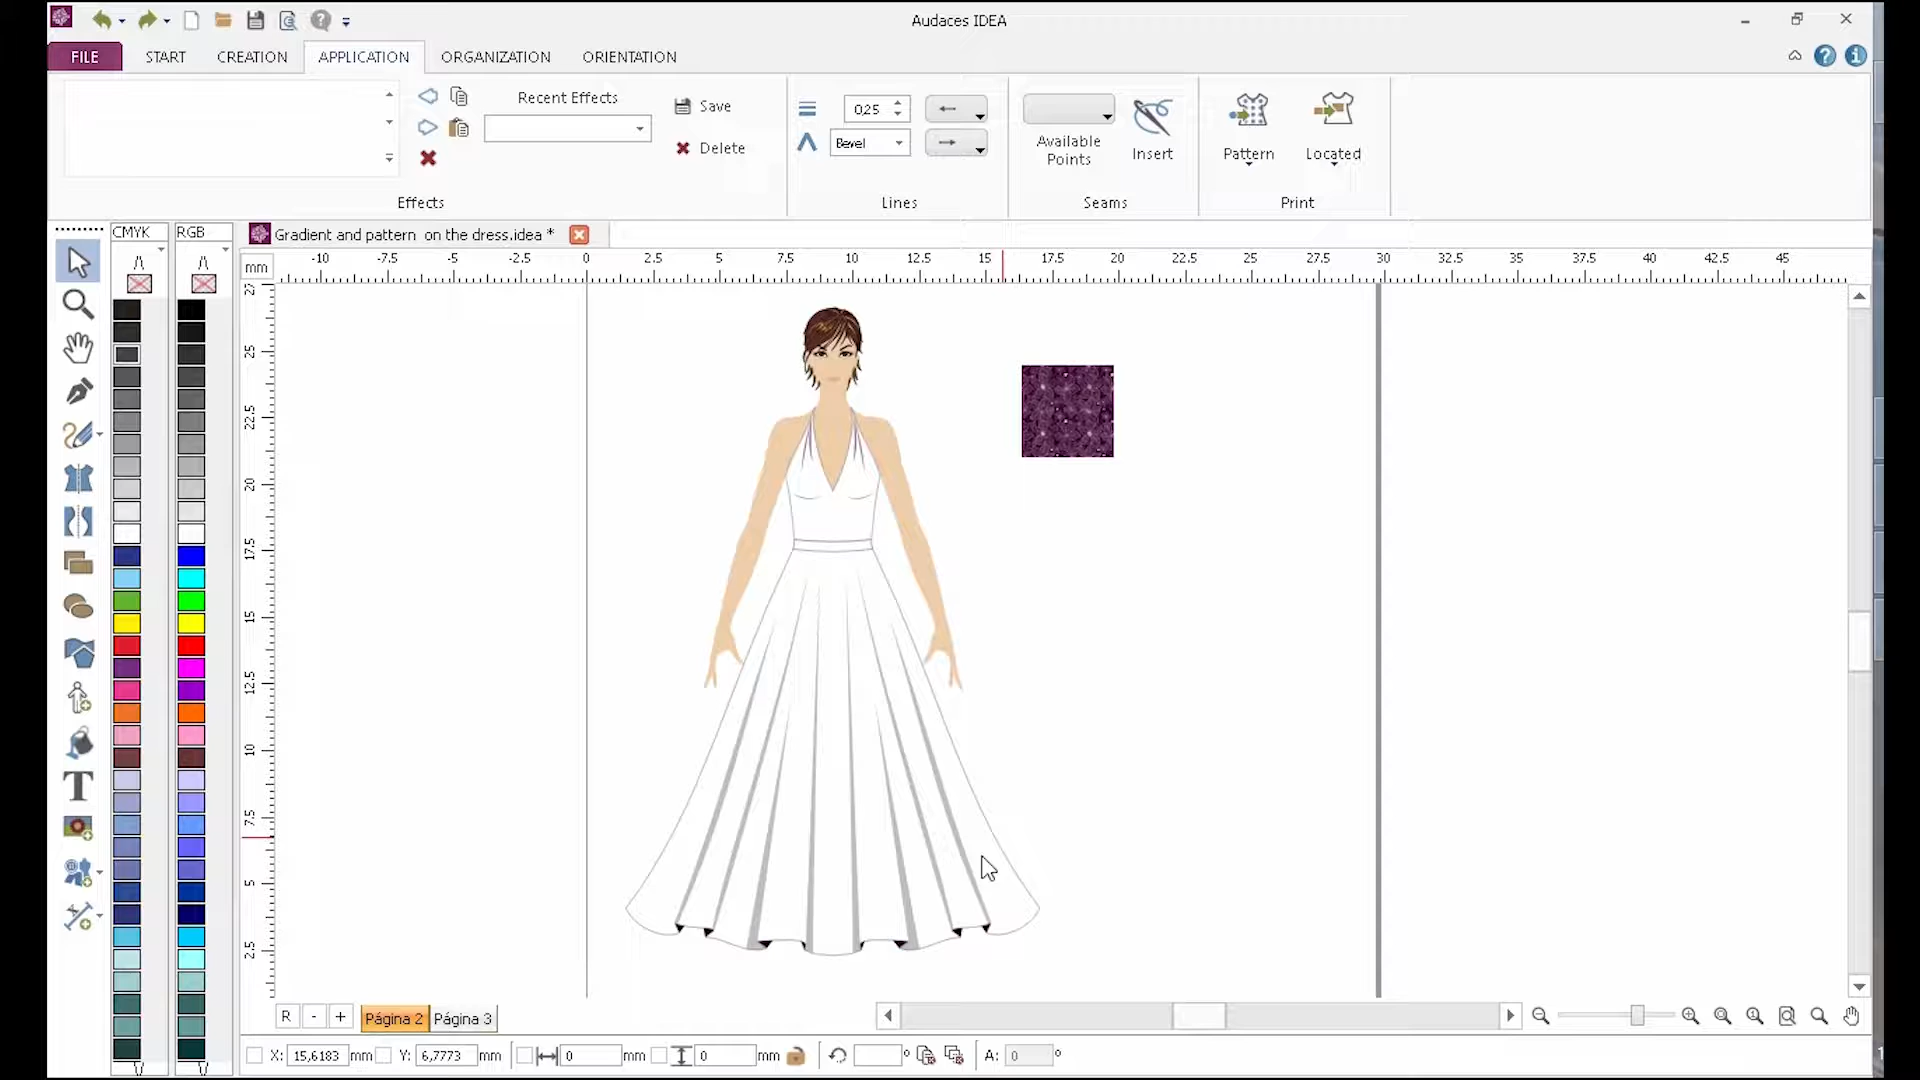 Audaces IDEA
FILE START CREATION APPLICATION ORGANIZATION ORIENTATION
Recent Effects Save Delete
Effects
0,25
Bevel
Lines
Available
Points
Insert
Seams
Pattern Located
Print
CMYK RGB
Gradient and pattern on the dress.idea *
mm
-10 -7.5 -5 -2.5 0 2.5 5 7.5 10 12.5 15 17.5 20 22.5 25 27.5 30 32.5 35 37.5 40 42.5 45
27
25
22.5
20
17.5
15
12.5
10
7.5
5
2.5
R - + Página 2 Página 3
X: 15,6183 mm Y: 6,7773 mm 0 mm 0 mm ° A: 0 °